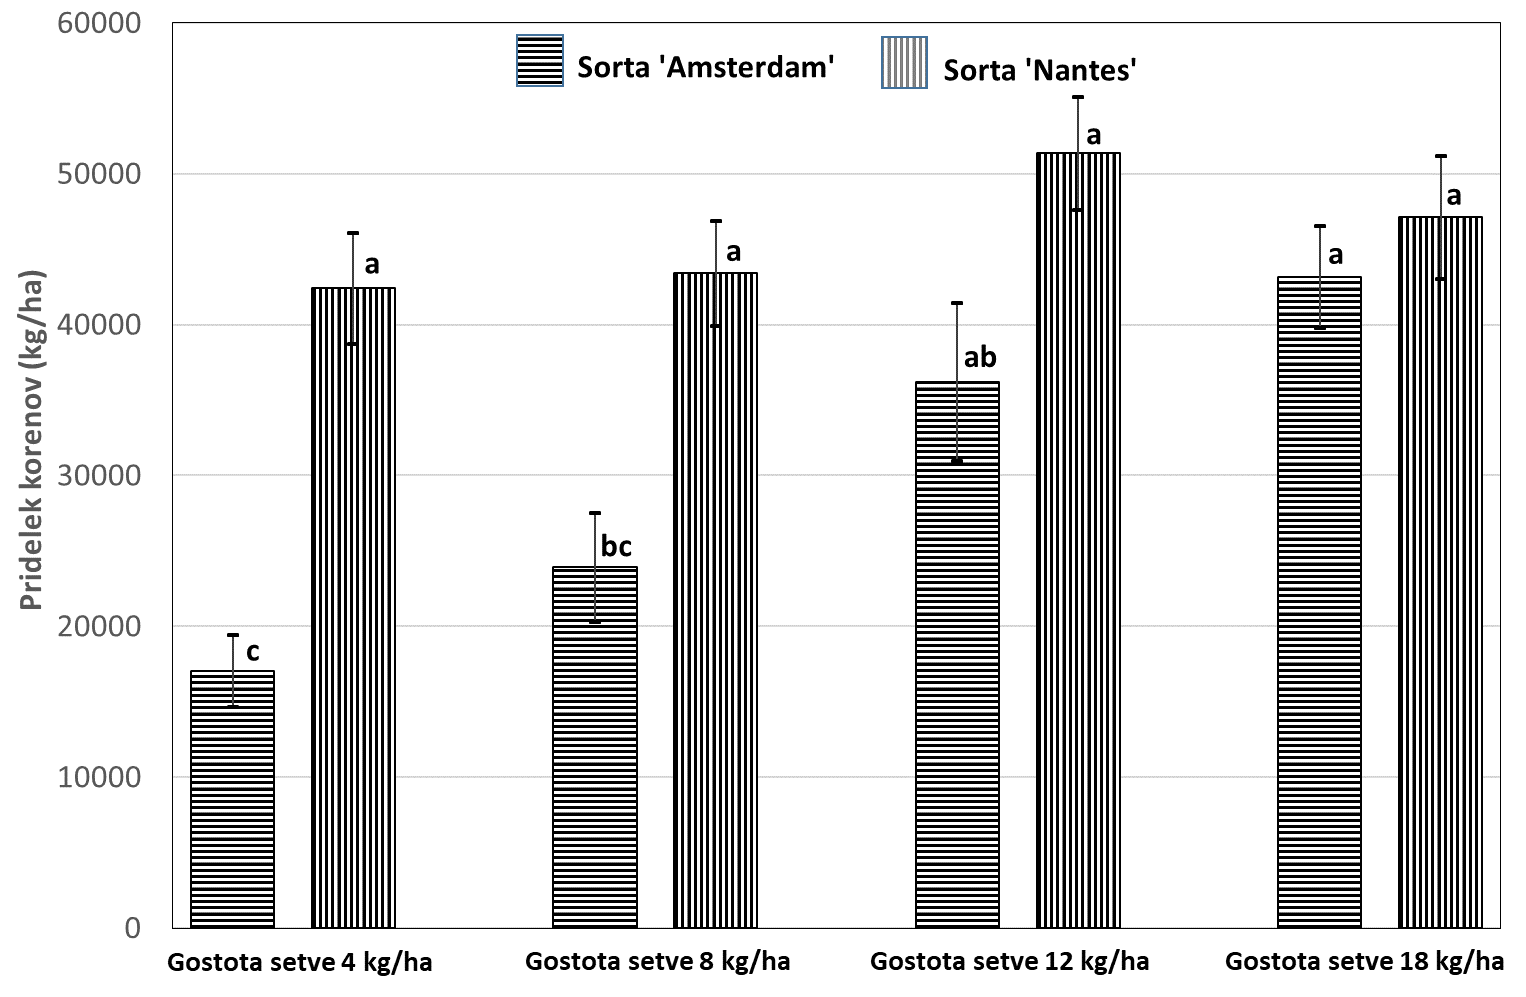 Sorta 'Amsterdam'
Sorta 'Nantes'
Pridelek korenov (kg/ha)
60000
50000
40000
30000
20000
10000
0
c
a
bc
a
ab
a
a
a
Gostota setve 4 kg/ha
Gostota setve 8 kg/ha
Gostota setve 12 kg/ha
Gostota setve 18 kg/ha